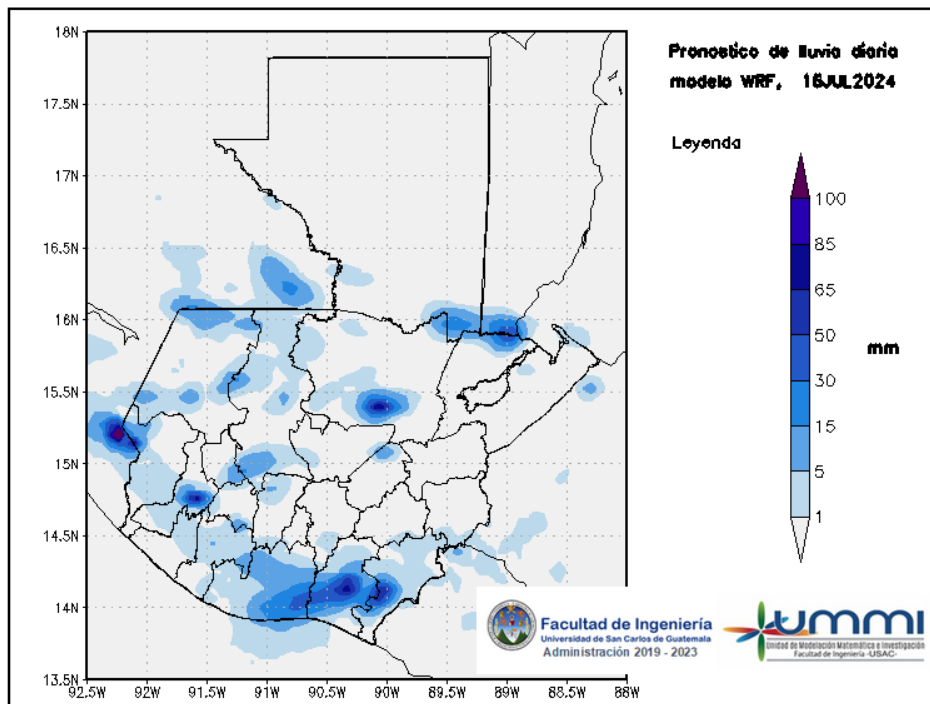 Pronostico de lluvia diaria
modelo WRF, 16JUL2024
Leyenda
100
85
65
50
30
15
5
1
mm
18N
17.5N
17N
16.5N
16N
15.5N
15N
14.5N
14N
13.5N
92.5W
92W
91.5W
91W
90.5W
90W
89.5W
89W
88.5W
88W
Facultad de Ingeniería
Universidad de San Carlos de Guatemala
Administración 2019 - 2023
ummi
Unidad de Modelación Matemática e Investigación
Facultad de Ingeniería -USAC-